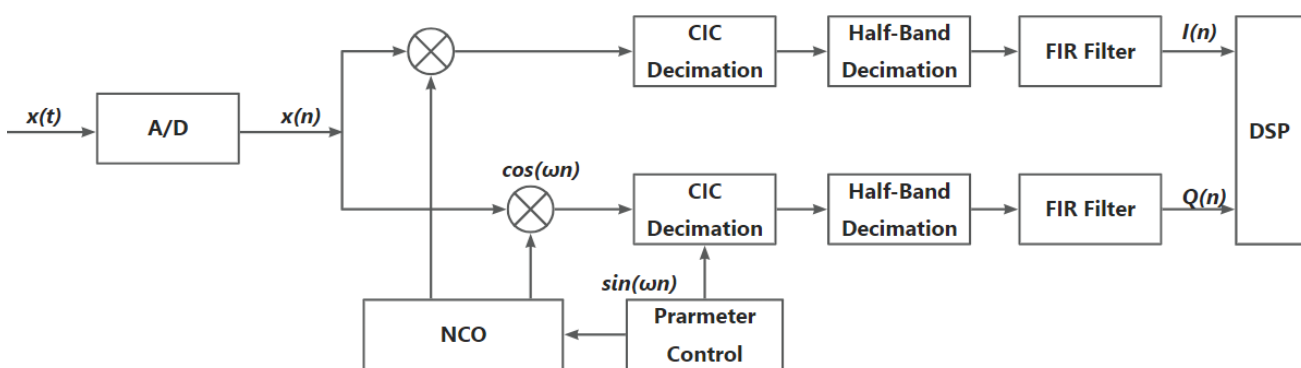 CIC
Decimation
Half-Band
Decimation
FIR Filter
I(n)
x(t)
A/D
x(n)
DSP
cos(ωn)
CIC
Decimation
Half-Band
Decimation
FIR Filter
Q(n)
sin(ωn)
NCO
Prarmeter
Control